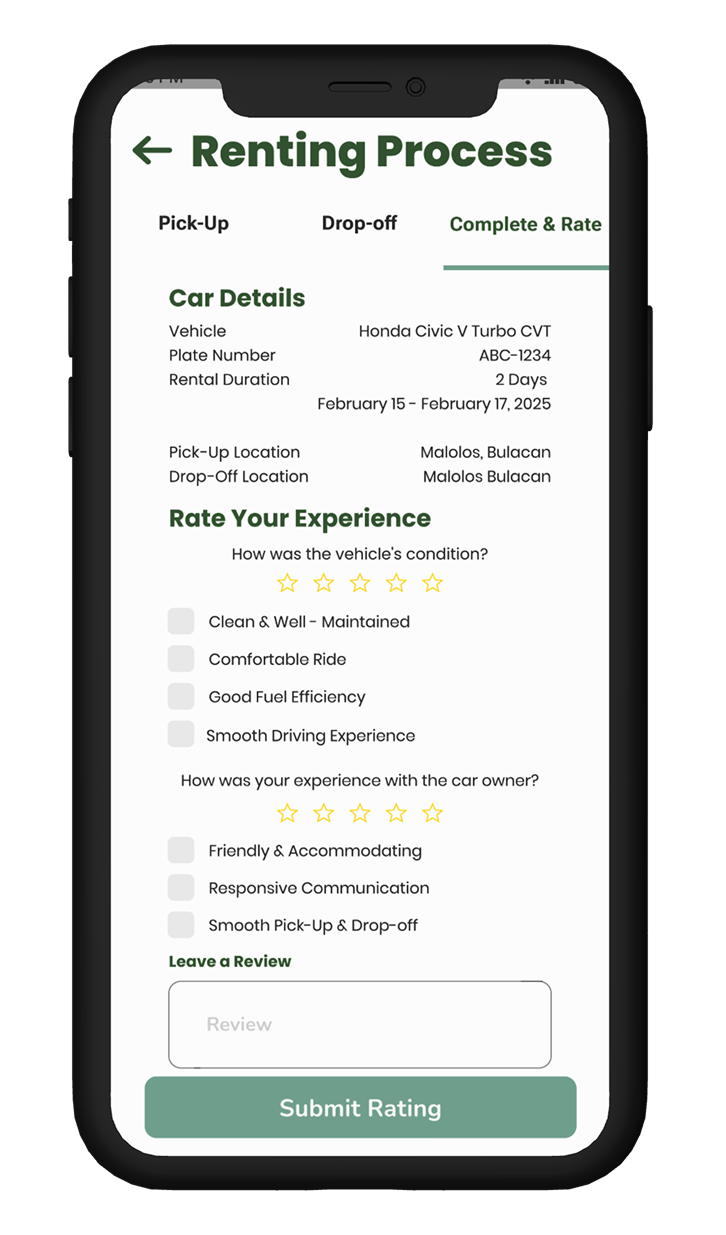 Renting Process
Pick-Up Drop-off Complete & Rate
Car Details
Vehicle Honda Civic V Turbo CVT
Plate Number ABC-1234
Rental Duration 2 Days
February 15 - February 17, 2025
Pick-Up Location Malolos, Bulacan
Drop-Off Location Malolos Bulacan
Rate Your Experience
How was the vehicle's condition?
Clean & Well - Maintained
Comfortable Ride
Good Fuel Efficiency
Smooth Driving Experience
How was your experience with the car owner?
Friendly & Accommodating
Responsive Communication
Smooth Pick-Up & Drop-off
Leave a Review
Review
Submit Rating